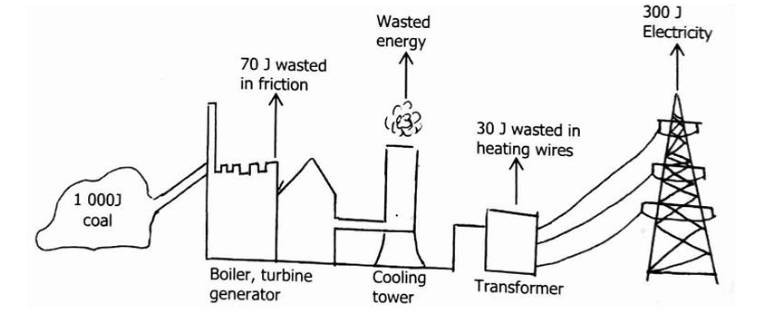 300 J
Electricity
Wasted
energy
70 J wasted
in friction
30 J wasted in
heating wires
1 000J
coal
Boiler, turbine
generator
Cooling
tower
Transformer